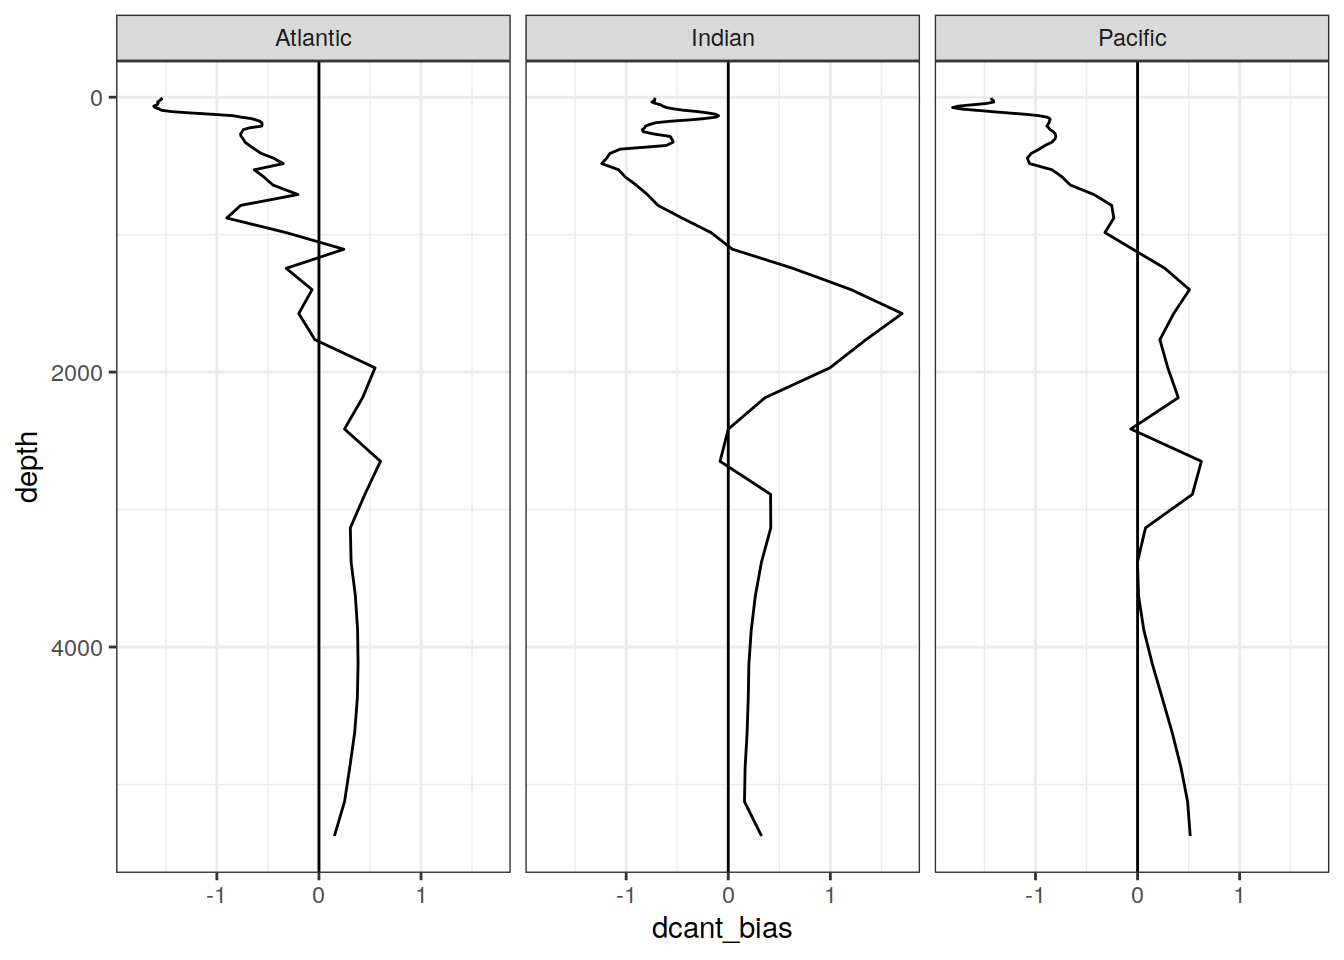 Atlantic Indian Pacific
0
2000
4000
depth
-1 0 1 -1 0 1 -1 0 1
dcant_bias